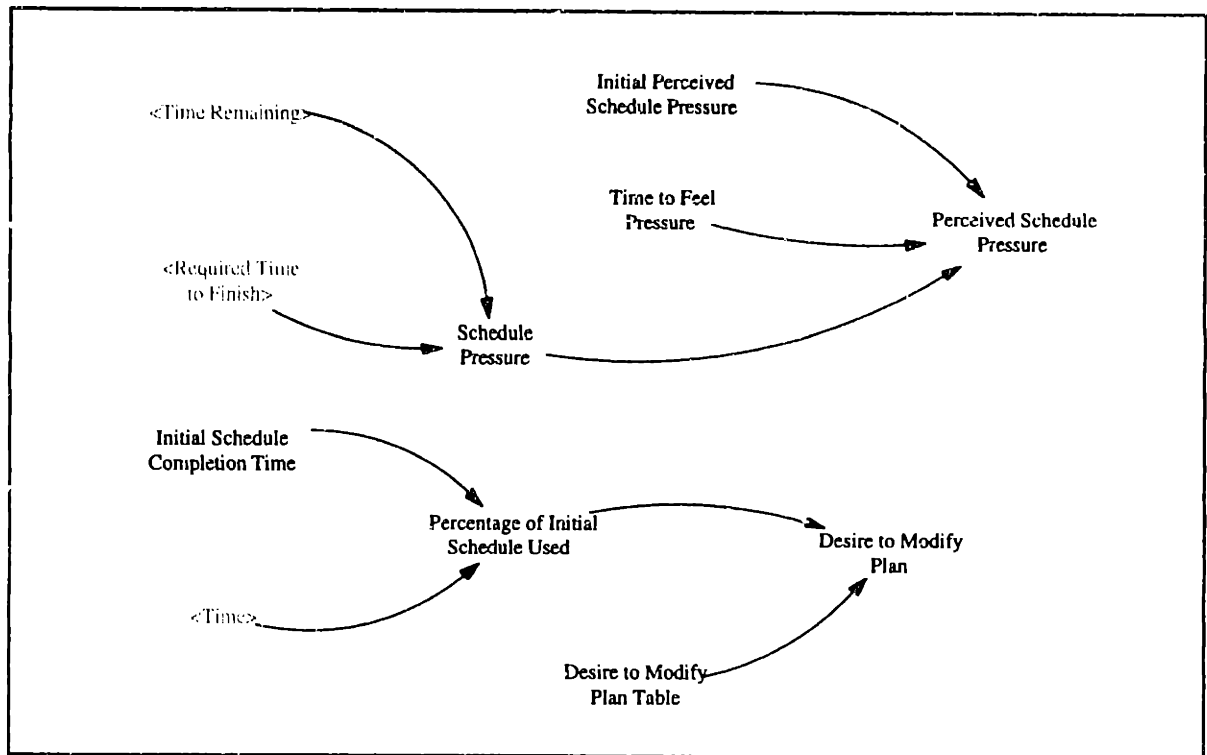 Initial Perceived
Schedule Pressure
<Time Remaining>
Time to Feel
Pressure
Perceived Schedule
Pressure
<Required Time
to Finish>
Schedule
Pressure
Initial Schedule
Completion Time
Percentage of Initial
Schedule Used
Desire to Modify
Plan
<Time>
Desire to Modify
Plan Table